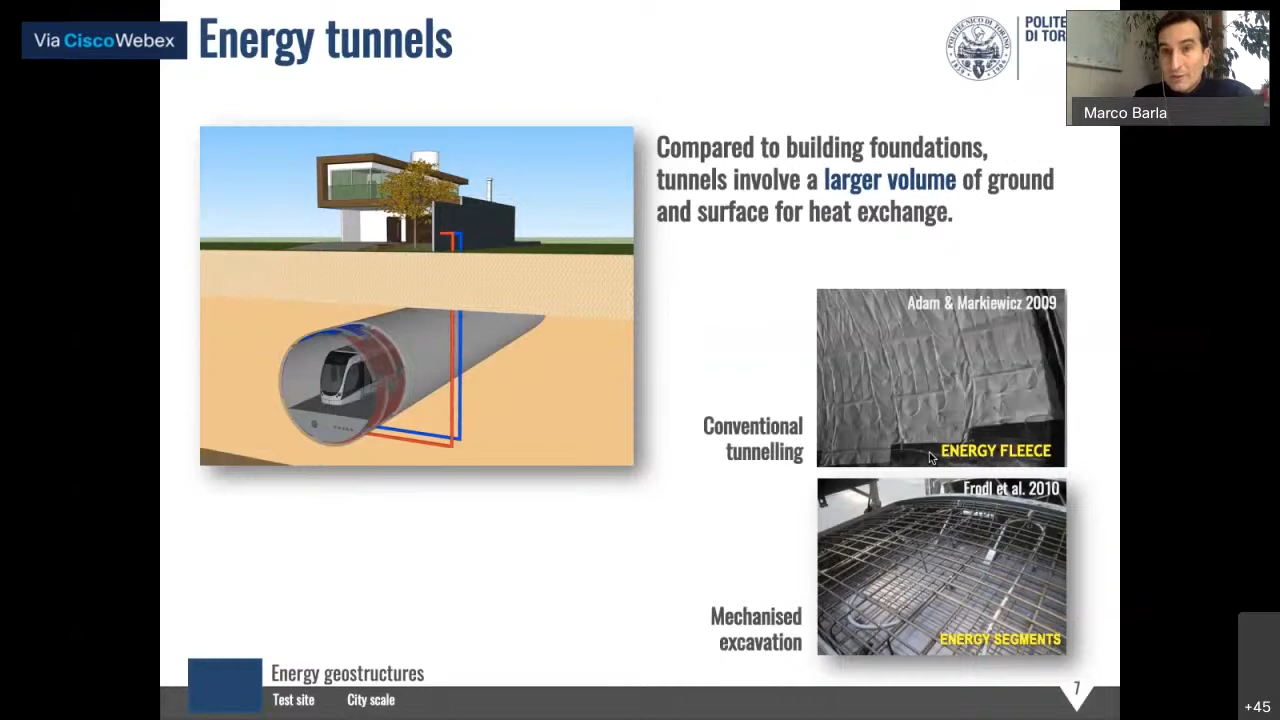 Via CiscoWebex
Energy tunnels
POLITE
DI TOR
Marco Barla
Compared to building foundations,
tunnels involve a larger volume of ground
and surface for heat exchange.
Adam & Markiewicz 2009
Conventional
tunnelling
ENERGY FLEECE
Frodl et al. 2010
Mechanised
excavation
ENERGY SEGMENTS
Energy geostructures
Test site City scale
7
+45